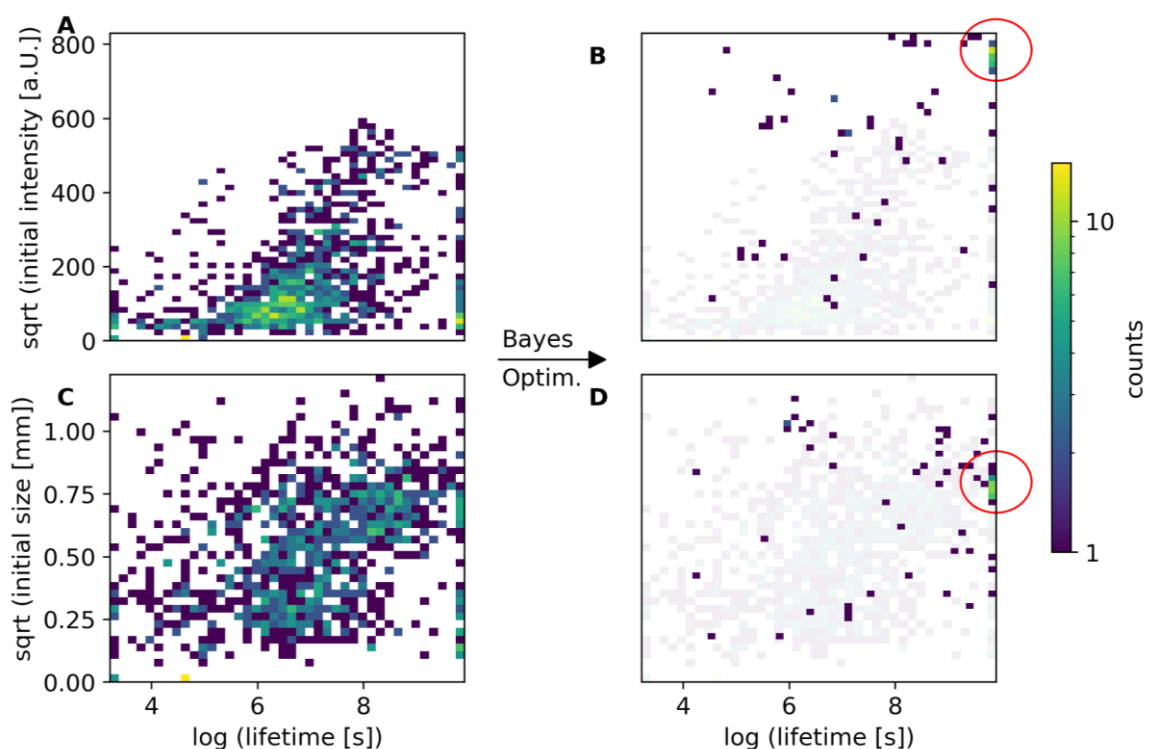 A
B
800
600
400
200
0
sqrt (initial intensity [a.U.])
Bayes
Optim.
C
D
1.00
0.75
0.50
0.25
0.00
sqrt (initial size [mm])
4
6
8
log (lifetime [s])
4
6
8
log (lifetime [s])
10
1
counts